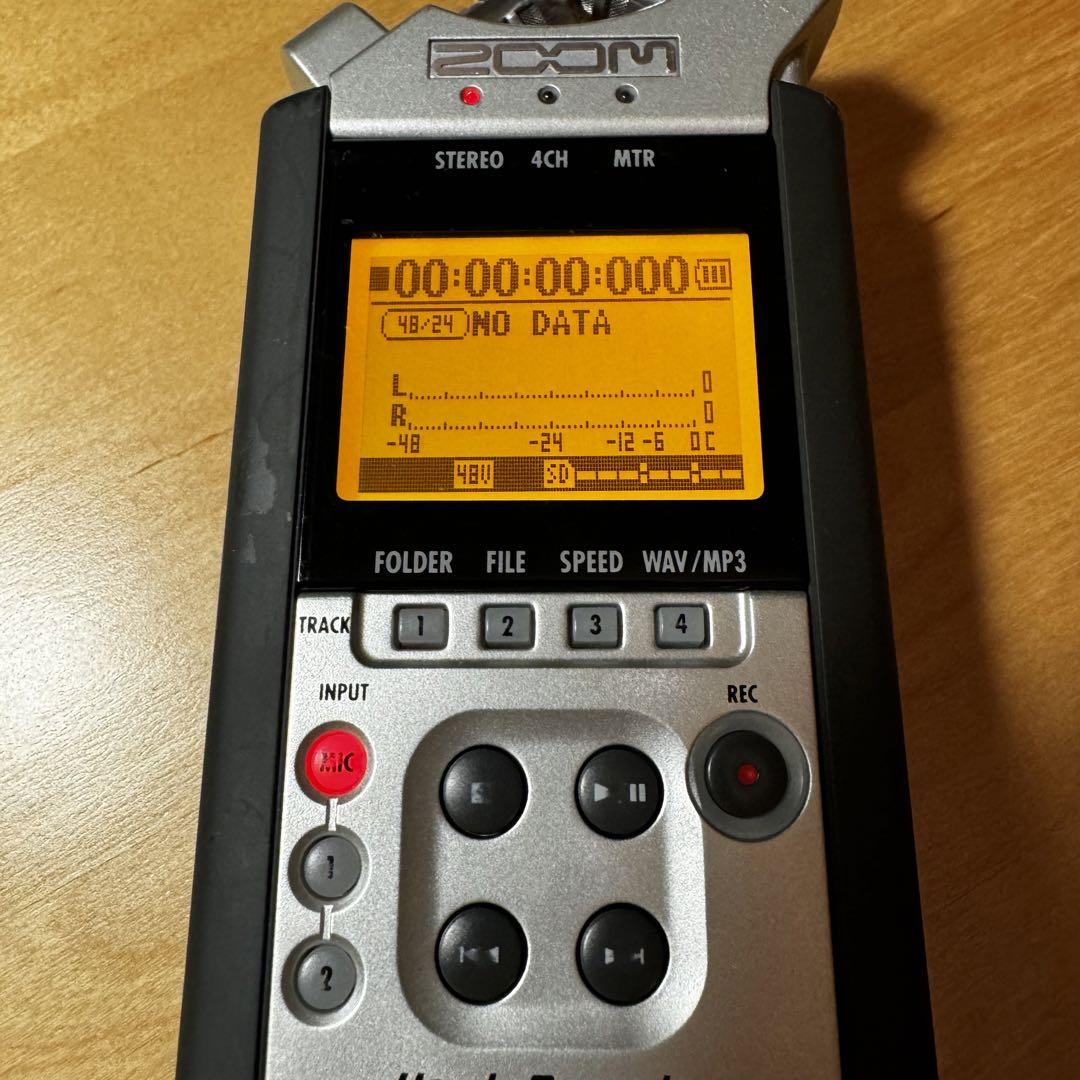 ZOOM
STEREO 4CH MTR
00:00:00:000
48/24 NO DATA
L 0
R 0
-48 -24 -12 -6 0 C
48V SD
FOLDER FILE SPEED WAV/MP3
TRACK 1 2 3 4
INPUT REC
MIC
1
2